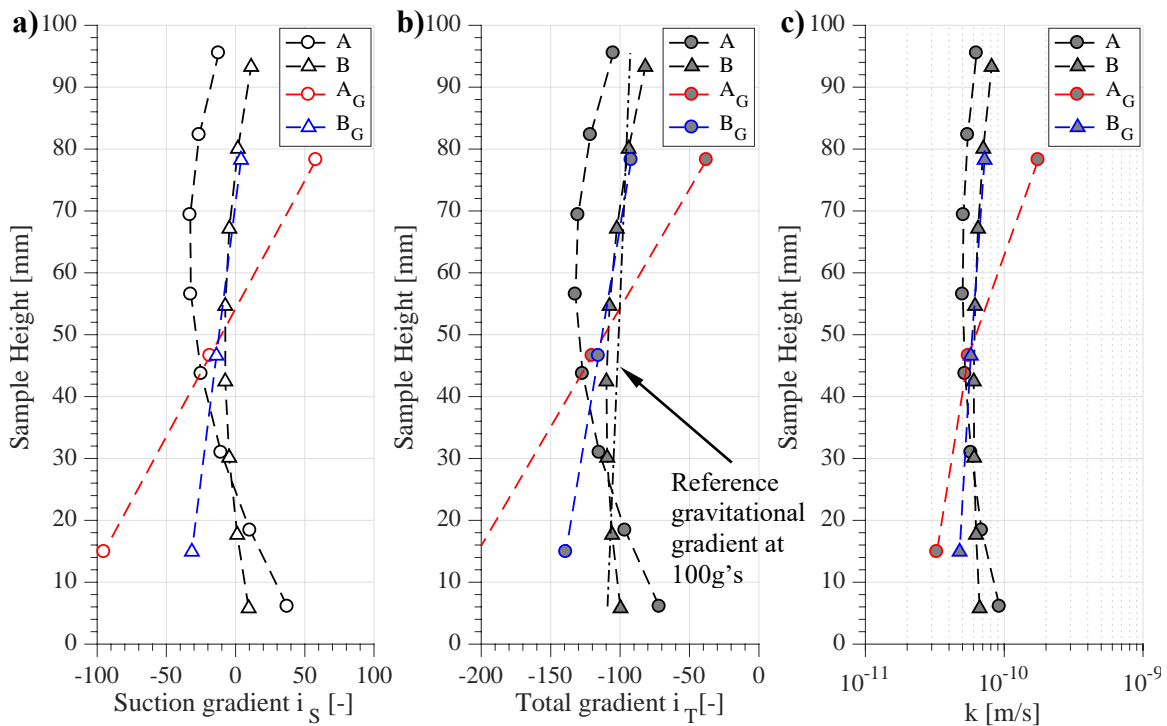 a)
100
90
80
70
60
50
40
30
20
10
0
Sample Height [mm]
-100
-50
0
50
100
Suction gradient i_S [-]
A
B
A_G
B_G
b)
100
90
80
70
60
50
40
30
20
10
0
Sample Height [mm]
-200
-150
-100
-50
0
Total gradient i_T[-]
A
B
A_G
B_G
Reference
gravitational
gradient at
100g's
c)
100
90
80
70
60
50
40
30
20
10
0
Sample Height [mm]
10^-11
10^-10
10^-9
k [m/s]
A
B
A_G
B_G